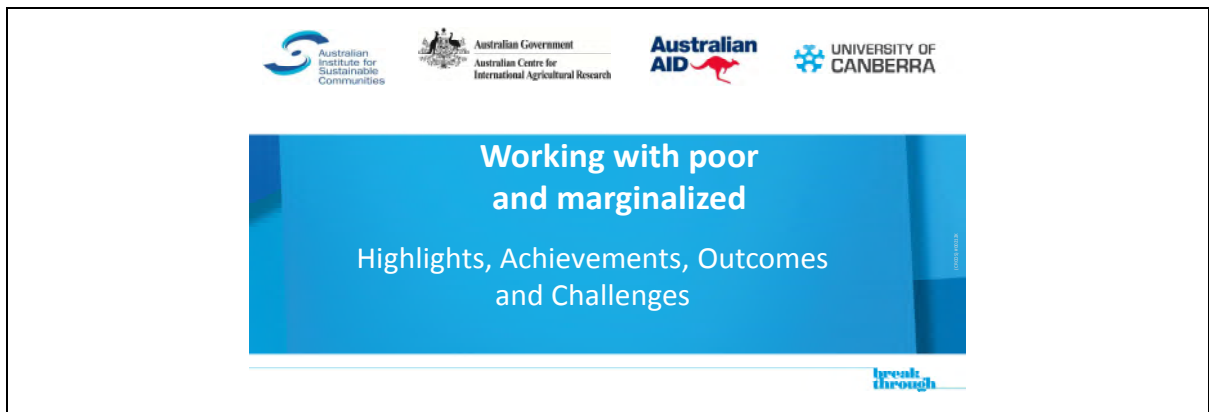 Australian
Institute for
Sustainable
Communities
Australian Government
Australian Centre for
International Agricultural Research
Australian
AID
UNIVERSITY OF
CANBERRA
Working with poor
and marginalized
Highlights, Achievements, Outcomes
and Challenges
break
through